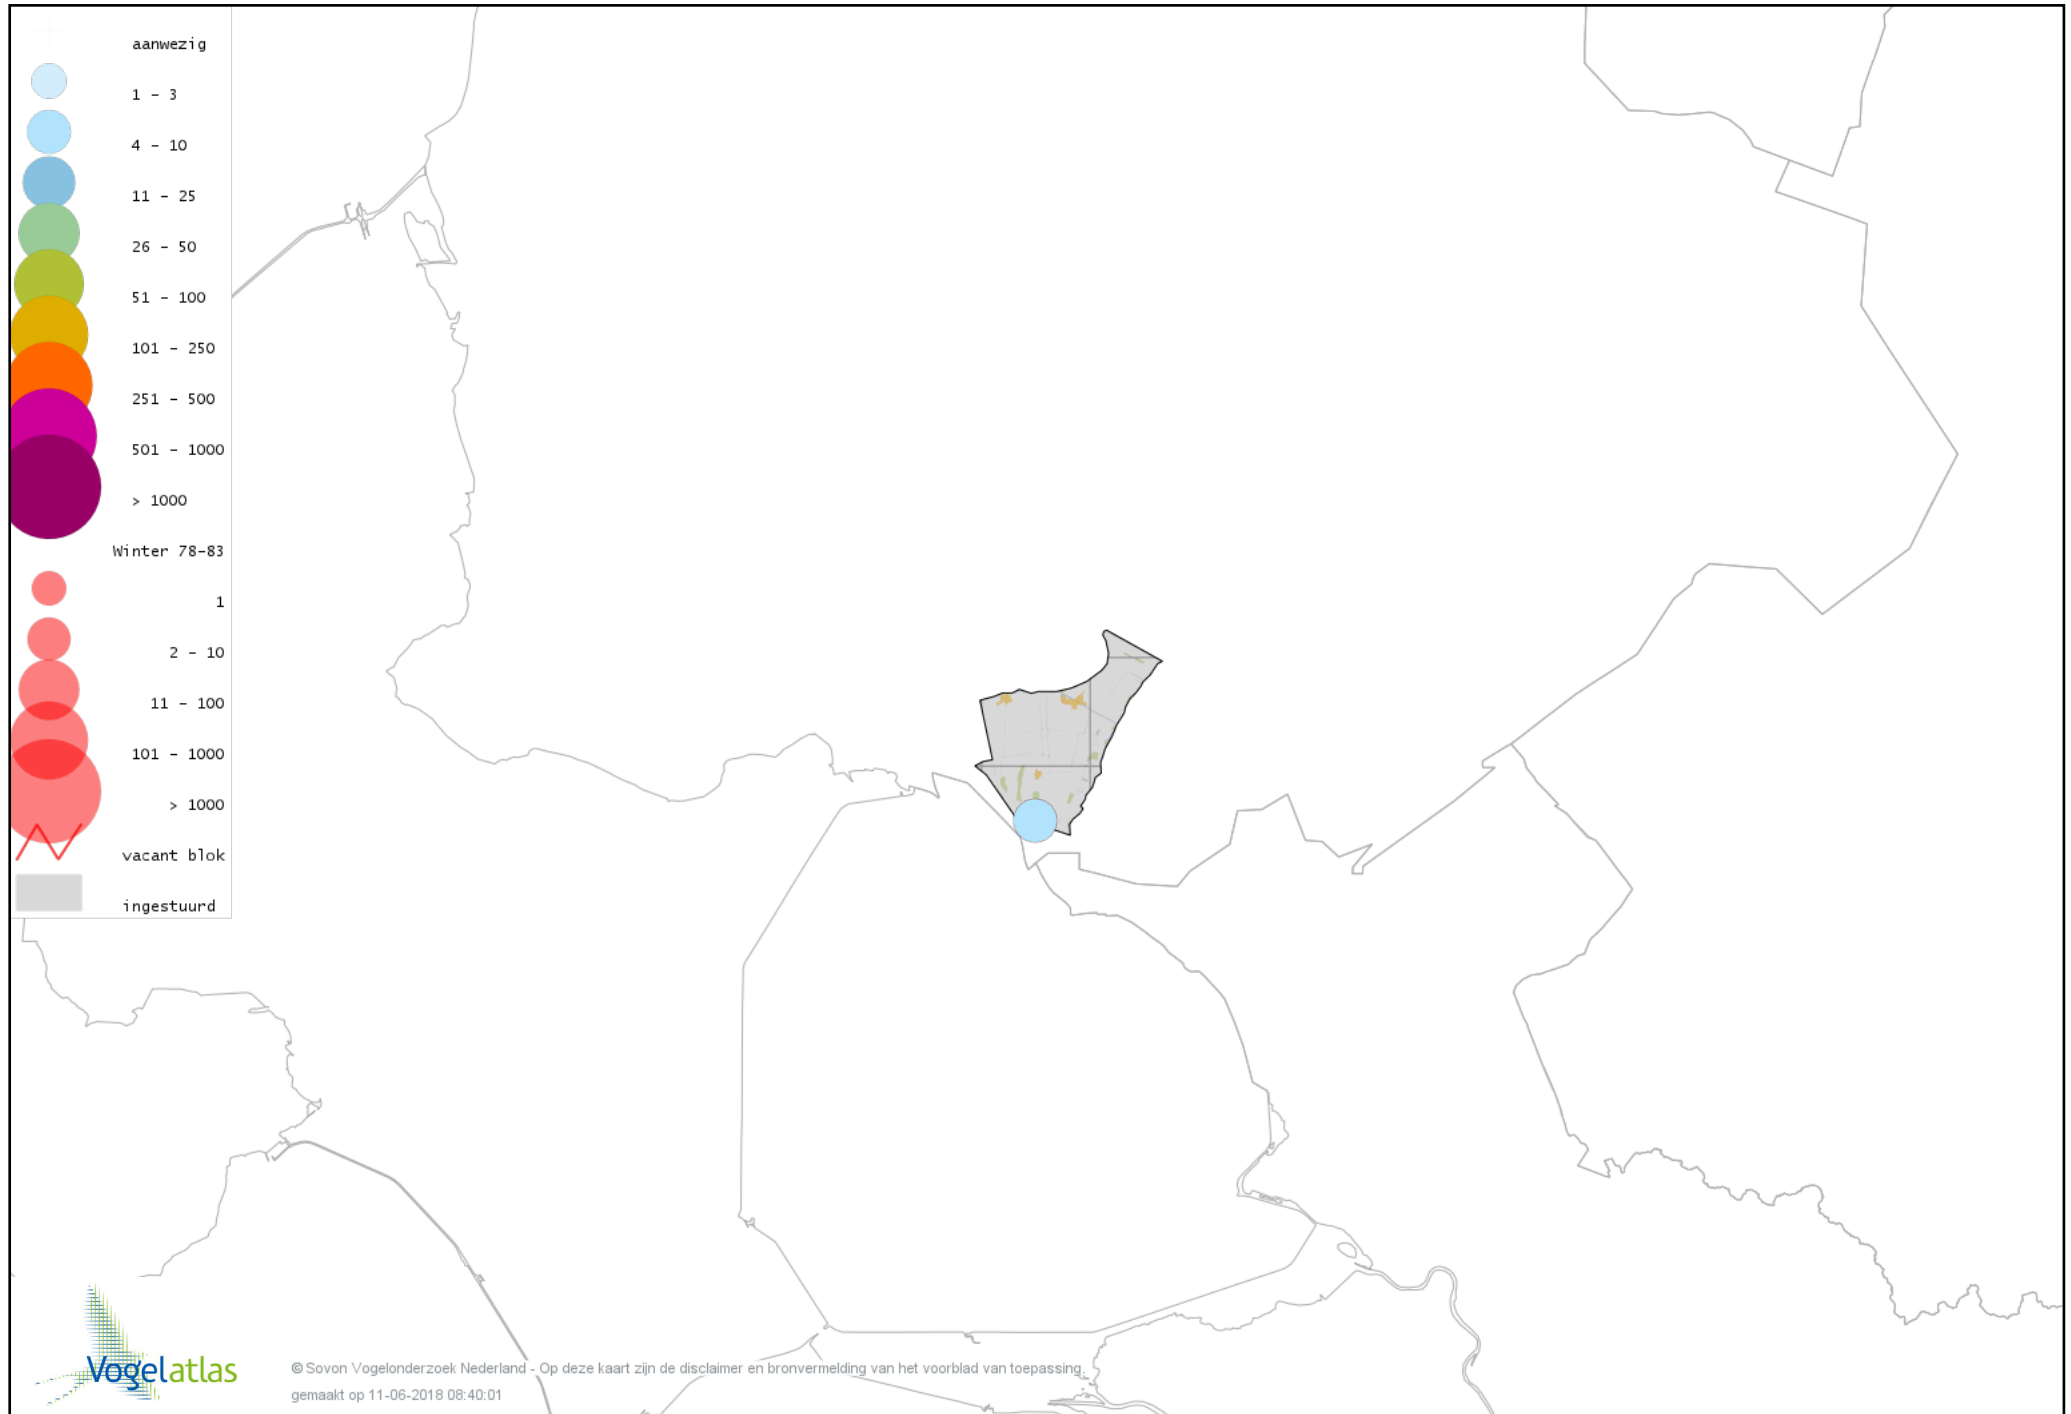 aanwezig
1 - 3
4 - 10
11 - 25
26 - 50
51 - 100
101 - 250
251 - 500
501 - 1000
> 1000
Winter 78-83
1
2 - 10
11 - 100
101 - 1000
> 1000
vacant blok
ingestuurd
Vogelatlas
© Sovon Vogelonderzoek Nederland - Op deze kaart zijn de disclaimer en bronvermelding van het voorblad van toepassing.
gemaakt op 11-06-2018 08:40:01